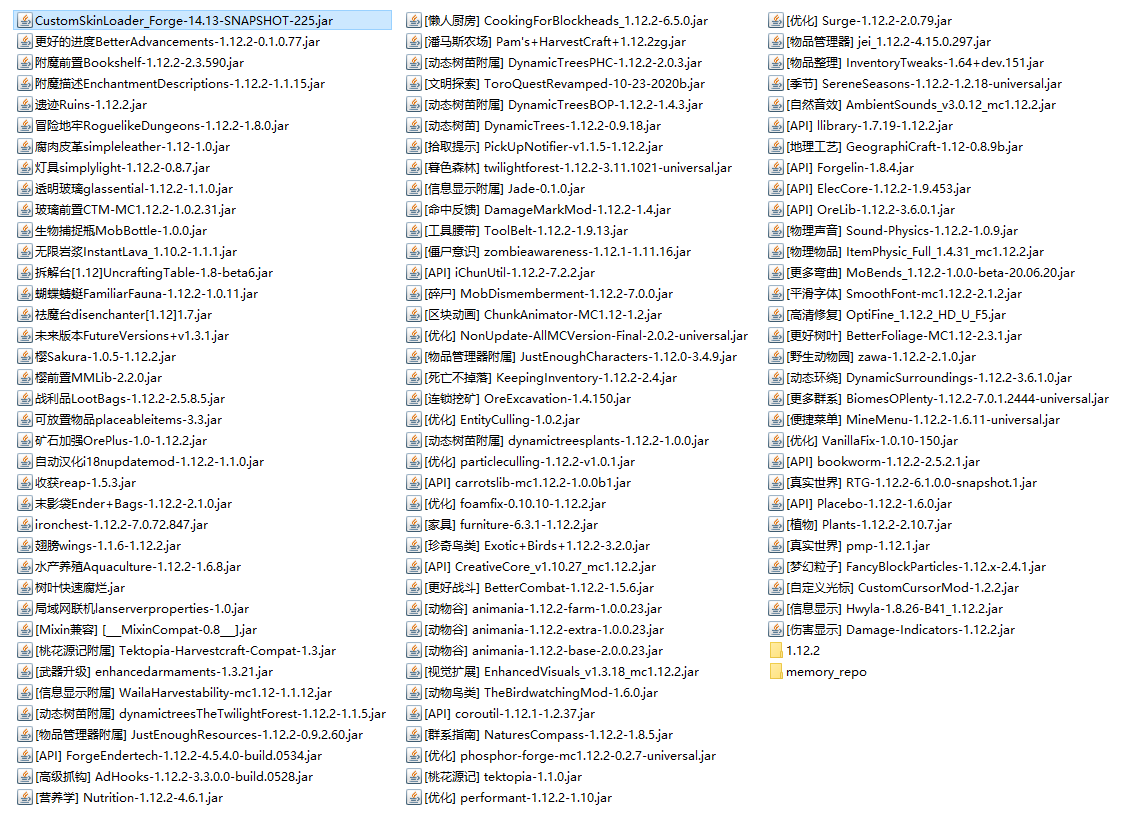 CustomSkinLoader_Forge-14.13-SNAPSHOT-225.jar
更好的进度BetterAdvancements-1.12.2-0.1.0.77.jar
附魔前置Bookshelf-1.12.2-2.3.590.jar
附魔描述EnchantmentDescriptions-1.12.2-1.1.15.jar
遗迹Ruins-1.12.2.jar
冒险地牢RoguelikeDungeons-1.12.2-1.8.0.jar
腐肉皮革simpleleather-1.12-1.0.jar
灯具simplylight-1.12.2-0.8.7.jar
透明玻璃glassential-1.12.2-1.1.0.jar
玻璃前置CTM-MC1.12.2-1.0.2.31.jar
生物捕捉瓶MobBottle-1.0.0.jar
无限岩浆InstantLava_1.10.2-1.1.1.jar
拆解台[1.12]UncraftingTable-1.8-beta6.jar
蝴蝶蜻蜓FamiliarFauna-1.12.2-1.0.11.jar
祛魔台disenchanter[1.12]1.7.jar
未来版本FutureVersions+v1.3.1.jar
樱Sakura-1.0.5-1.12.2.jar
樱前置MMLib-2.2.0.jar
战利品LootBags-1.12.2-2.5.8.5.jar
可放置物品placeableitems-3.3.jar
矿石加强OrePlus-1.0-1.12.2.jar
自动汉化i18nupdatemod-1.12.2-1.1.0.jar
收获reap-1.5.3.jar
末影袋Ender+Bags-1.12.2-2.1.0.jar
ironchest-1.12.2-7.0.72.847.jar
翅膀wings-1.1.6-1.12.2.jar
水产养殖Aquaculture-1.12.2-1.6.8.jar
树叶快速腐烂.jar
局域网联机lanserverproperties-1.0.jar
[Mixin兼容] [__MixinCompat-0.8__].jar
[桃花源记附属] Tektopia-Harvestcraft-Compat-1.3.jar
[武器升级] enhancedarmaments-1.3.21.jar
[信息显示附属] WailaHarvestability-mc1.12-1.1.12.jar
[动态树苗附属] dynamictreesTheTwilightForest-1.12.2-1.1.5.jar
[物品管理器附属] JustEnoughResources-1.12.2-0.9.2.60.jar
[API] ForgeEndertech-1.12.2-4.5.4.0-build.0534.jar
[高级抓钩] AdHooks-1.12.2-3.3.0.0-build.0528.jar
[营养学] Nutrition-1.12.2-4.6.1.jar
[懒人厨房] CookingForBlockheads_1.12.2-6.5.0.jar
[潘马斯农场] Pam's+HarvestCraft+1.12.2zg.jar
[动态树苗附属] DynamicTreesPHC-1.12.2-2.0.3.jar
[文明探索] ToroQuestRevamped-10-23-2020b.jar
[动态树苗附属] DynamicTreesBOP-1.12.2-1.4.3.jar
[动态树苗] DynamicTrees-1.12.2-0.9.18.jar
[拾取提示] PickUpNotifier-v1.1.5-1.12.2.jar
[暮色森林] twilightforest-1.12.2-3.11.1021-universal.jar
[信息显示附属] Jade-0.1.0.jar
[命中反馈] DamageMarkMod-1.12.2-1.4.jar
[工具腰带] ToolBelt-1.12.2-1.9.13.jar
[僵尸意识] zombieawareness-1.12.1-1.11.16.jar
[API] iChunUtil-1.12.2-7.2.2.jar
[碎尸] MobDismemberment-1.12.2-7.0.0.jar
[区块动画] ChunkAnimator-MC1.12-1.2.jar
[优化] NonUpdate-AllMCVersion-Final-2.0.2-universal.jar
[物品管理器附属] JustEnoughCharacters-1.12.0-3.4.9.jar
[死亡不掉落] KeepingInventory-1.12.2-2.4.jar
[连锁挖矿] OreExcavation-1.4.150.jar
[优化] EntityCulling-1.0.2.jar
[动态树苗附属] dynamictreesplants-1.12.2-1.0.0.jar
[优化] particleculling-1.12.2-v1.0.1.jar
[API] carrotslib-mc1.12.2-1.0.0b1.jar
[优化] foamfix-0.10.10-1.12.2.jar
[家具] furniture-6.3.1-1.12.2.jar
[珍奇鸟类] Exotic+Birds+1.12.2-3.2.0.jar
[API] CreativeCore_v1.10.27_mc1.12.2.jar
[更好战斗] BetterCombat-1.12.2-1.5.6.jar
[动物谷] animania-1.12.2-farm-1.0.0.23.jar
[动物谷] animania-1.12.2-extra-1.0.0.23.jar
[动物谷] animania-1.12.2-base-2.0.0.23.jar
[视觉扩展] EnhancedVisuals_v1.3.18_mc1.12.2.jar
[动物鸟类] TheBirdwatchingMod-1.6.0.jar
[API] coroutil-1.12.1-1.2.37.jar
[群系指南] NaturesCompass-1.12.2-1.8.5.jar
[优化] phosphor-forge-mc1.12.2-0.2.7-universal.jar
[桃花源记] tektopia-1.1.0.jar
[优化] performant-1.12.2-1.10.jar
[优化] Surge-1.12.2-2.0.79.jar
[物品管理器] jei_1.12.2-4.15.0.297.jar
[物品整理] InventoryTweaks-1.64+dev.151.jar
[季节] SereneSeasons-1.12.2-1.2.18-universal.jar
[自然音效] AmbientSounds_v3.0.12_mc1.12.2.jar
[API] llibrary-1.7.19-1.12.2.jar
[地理工艺] GeographiCraft-1.12-0.8.9b.jar
[API] Forgelin-1.8.4.jar
[API] ElecCore-1.12.2-1.9.453.jar
[API] OreLib-1.12.2-3.6.0.1.jar
[物理声音] Sound-Physics-1.12.2-1.0.9.jar
[物理物品] ItemPhysic_Full_1.4.31_mc1.12.2.jar
[更多弯曲] MoBends_1.12.2-1.0.0-beta-20.06.20.jar
[平滑字体] SmoothFont-mc1.12.2-2.1.2.jar
[高清修复] OptiFine_1.12.2_HD_U_F5.jar
[更好树叶] BetterFoliage-MC1.12-2.3.1.jar
[野生动物园] zawa-1.12.2-2.1.0.jar
[动态环绕] DynamicSurroundings-1.12.2-3.6.1.0.jar
[更多群系] BiomesOPlenty-1.12.2-7.0.1.2444-universal.jar
[便捷菜单] MineMenu-1.12.2-1.6.11-universal.jar
[优化] VanillaFix-1.0.10-150.jar
[API] bookworm-1.12.2-2.5.2.1.jar
[真实世界] RTG-1.12.2-6.1.0.0-snapshot.1.jar
[API] Placebo-1.12.2-1.6.0.jar
[植物] Plants-1.12.2-2.10.7.jar
[真实世界] pmp-1.12.1.jar
[梦幻粒子] FancyBlockParticles-1.12.x-2.4.1.jar
[自定义光标] CustomCursorMod-1.2.2.jar
[信息显示] Hwyla-1.8.26-B41_1.12.2.jar
[伤害显示] Damage-Indicators-1.12.2.jar
1.12.2
memory_repo